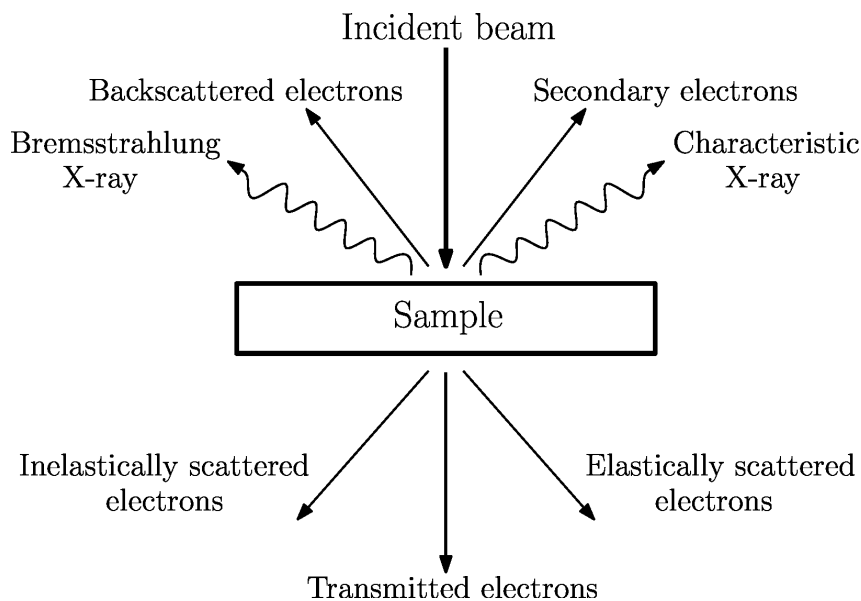 Incident beam
Backscattered electrons
Secondary electrons
Bremsstrahlung
X-ray
Characteristic
X-ray
Sample
Inelastically scattered
electrons
Elastically scattered
electrons
Transmitted electrons